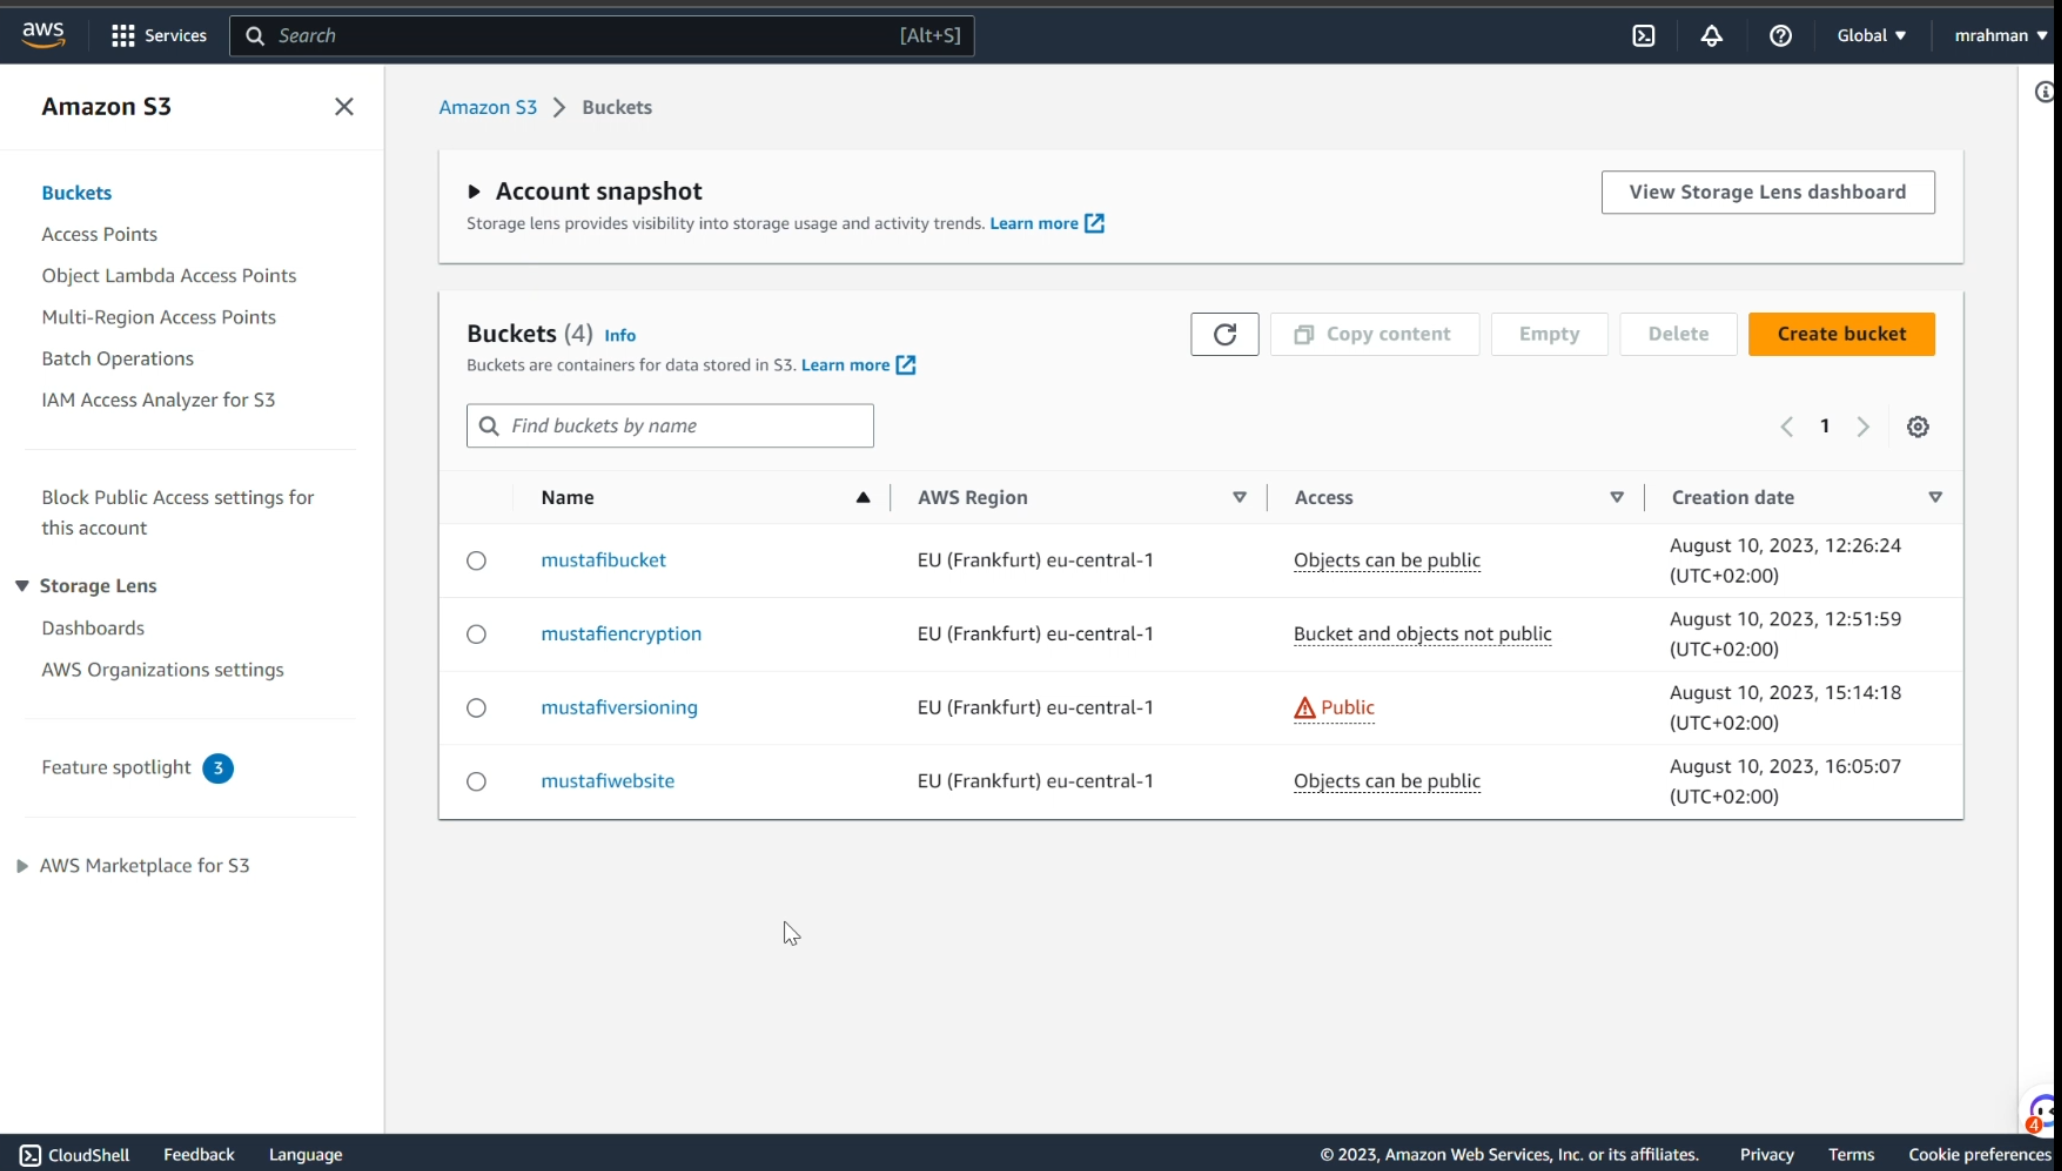 aws
Services
Search
[Alt+S]
Global
mrahman
Amazon S3
Buckets
Access Points
Object Lambda Access Points
Multi-Region Access Points
Batch Operations
IAM Access Analyzer for S3
Block Public Access settings for
this account
Storage Lens
Dashboards
AWS Organizations settings
Feature spotlight 3
AWS Marketplace for S3
Amazon S3 > Buckets
Account snapshot
Storage lens provides visibility into storage usage and activity trends. Learn more
View Storage Lens dashboard
Buckets (4) Info
Buckets are containers for data stored in S3. Learn more
Copy content
Empty
Delete
Create bucket
Find buckets by name
1
Name AWS Region Access Creation date
mustafibucket EU (Frankfurt) eu-central-1 Objects can be public August 10, 2023, 12:26:24
(UTC+02:00)
mustafiencryption EU (Frankfurt) eu-central-1 Bucket and objects not public August 10, 2023, 12:51:59
(UTC+02:00)
mustafiversioning EU (Frankfurt) eu-central-1 Public August 10, 2023, 15:14:18
(UTC+02:00)
mustafiwebsite EU (Frankfurt) eu-central-1 Objects can be public August 10, 2023, 16:05:07
(UTC+02:00)
4
CloudShell Feedback Language
© 2023, Amazon Web Services, Inc. or its affiliates. Privacy Terms Cookie preferences